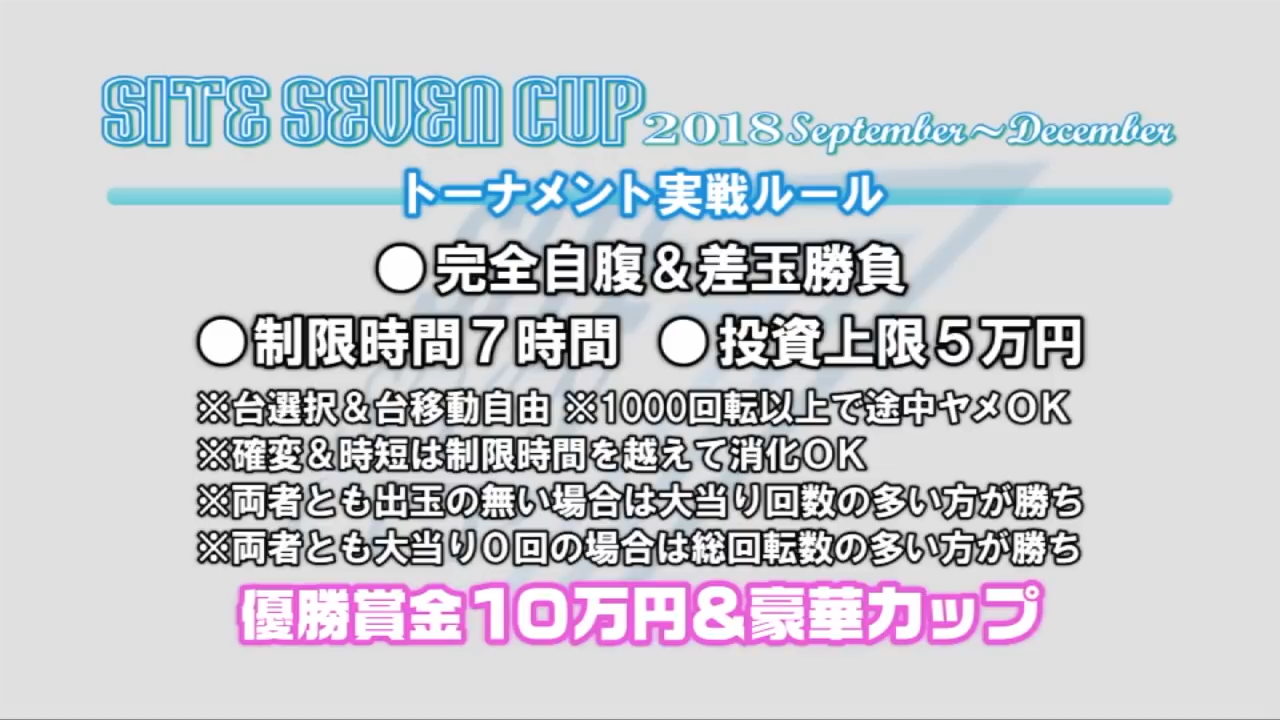 SITE SEVEN CUP 2018 September～December
トーナメント実戦ルール
●完全自腹＆差玉勝負
●制限時間７時間 ●投資上限５万円
※台選択＆台移動自由 ※1000回転以上で途中ヤメＯＫ
※確変＆時短は制限時間を越えて消化ＯＫ
※両者とも出玉の無い場合は大当り回数の多い方が勝ち
※両者とも大当り０回の場合は総回転数の多い方が勝ち
優勝賞金１０万円＆豪華カップ